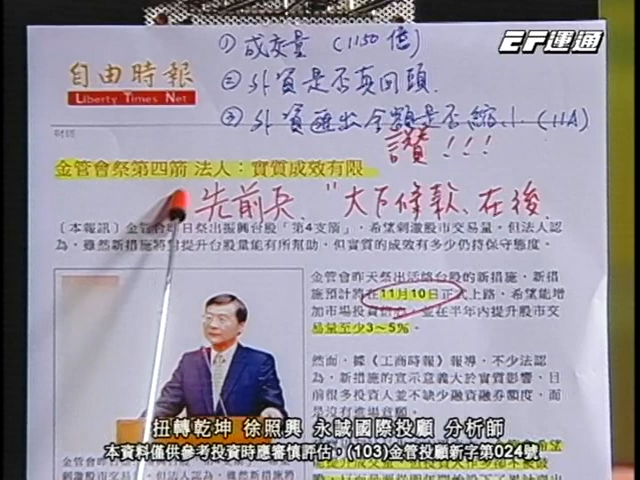 EF運通
① 成交量 (1150億)
② 外資是否真回頭.
③ 外資匯出金額是否縮小 (11A)
讚!!!
自由時報
Liberty Times Net
金管會祭第四箭 法人：實質成效有限
先前央. "大下條款.在後.
〔本報訊〕金管會昨日祭出振興台股「第4支箭」，希望刺激股市交易量。但法人認
為，雖然新措施將對提升台股量能有所幫助，但實質的成效有多少仍持保守態度。
金管會昨天祭出活絡台股的新措施，新措
施預計將在11月10日正式上路，希望能增
加市場投資信心，並在半年內提升股市交
易量至少3～5%。
然而，據《工商時報》報導，不少法人認
為，新措施的宣示意義大於實質影響，目
前很多投資人並不缺少融資融券額度，而
是沒有進場意願。
扭轉乾坤 徐照興 永誠國際投顧 分析師
本資料僅供參考投資時應審慎評估，(103)金管投顧新字第024號